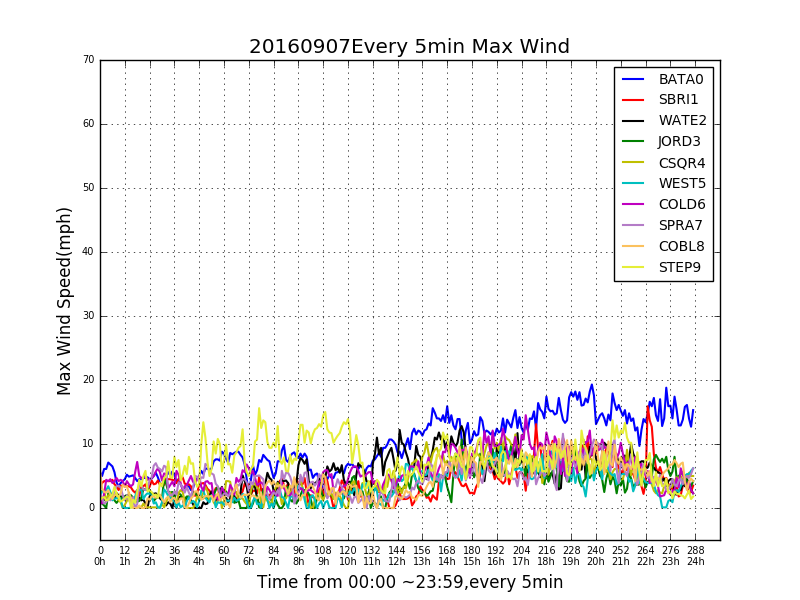 20160907Every 5min Max Wind
70
60
50
40
30
20
10
0
Max Wind Speed(mph)
BATA0
SBRI1
WATE2
JORD3
CSQR4
WEST5
COLD6
SPRA7
COBL8
STEP9
0 12 24 36 48 60 72 84 96 108 120 132 144 156 168 180 192 204 216 228 240 252 264 276 288
0h 1h 2h 3h 4h 5h 6h 7h 8h 9h 10h 11h 12h 13h 14h 15h 16h 17h 18h 19h 20h 21h 22h 23h 24h
Time from 00:00 ~23:59,every 5min